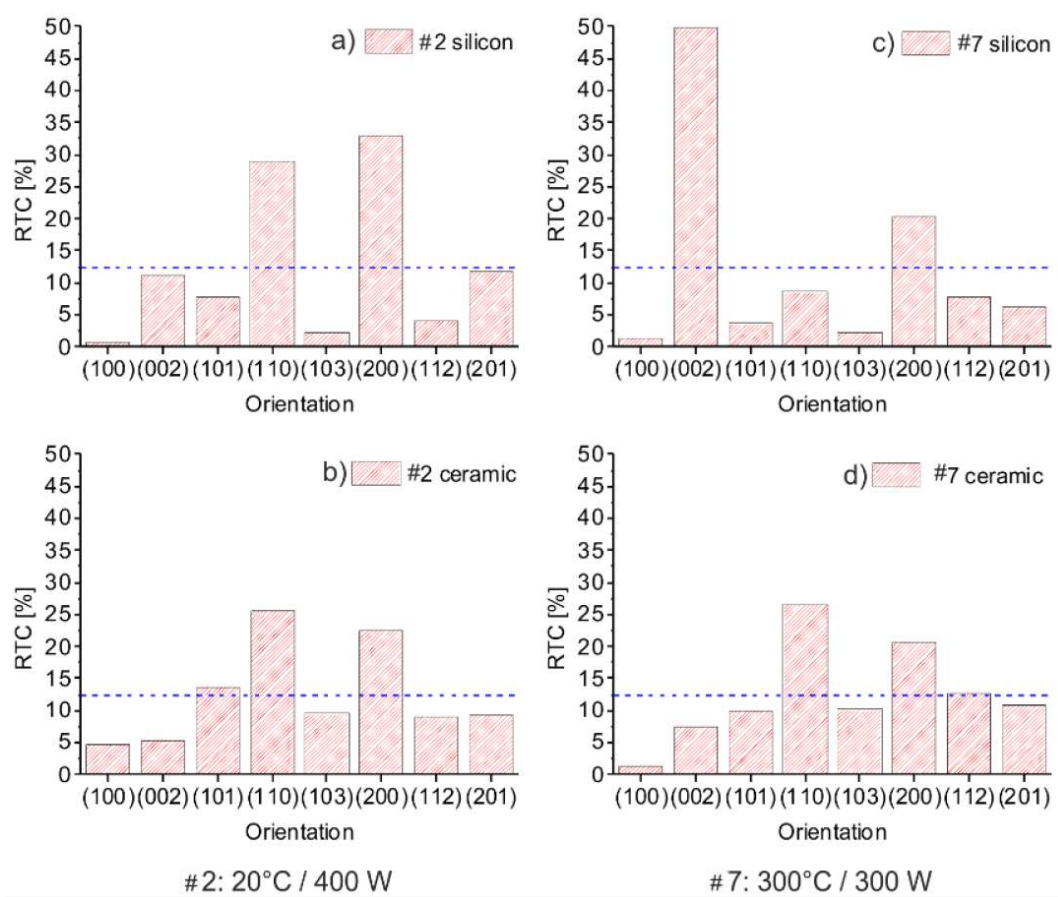 a) #2 silicon
RTC [%]
50
45
40
35
30
25
20
15
10
5
0
(100) (002) (101) (110) (103) (200) (112) (201)
Orientation
c) #7 silicon
RTC [%]
50
45
40
35
30
25
20
15
10
5
0
(100) (002) (101) (110) (103) (200) (112) (201)
Orientation
b) #2 ceramic
RTC [%]
50
45
40
35
30
25
20
15
10
5
0
(100) (002) (101) (110) (103) (200) (112) (201)
Orientation
d) #7 ceramic
RTC [%]
50
45
40
35
30
25
20
15
10
5
0
(100) (002) (101) (110) (103) (200) (112) (201)
Orientation
#2: 20°C / 400 W
#7: 300°C / 300 W